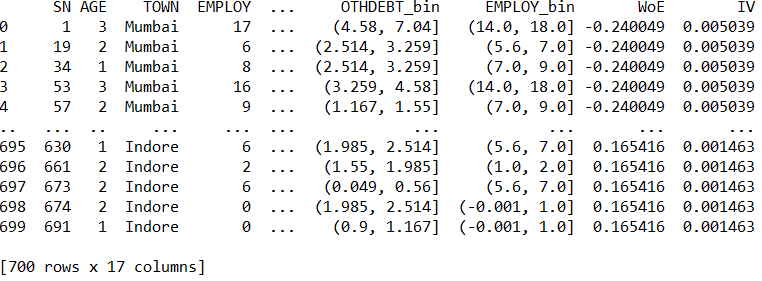 SN AGE TOWN EMPLOY ... OTHDEBT_bin EMPLOY_bin WoE IV
0 1 3 Mumbai 17 ... (4.58, 7.04] (14.0, 18.0] -0.240049 0.005039
1 19 2 Mumbai 6 ... (2.514, 3.259] (5.6, 7.0] -0.240049 0.005039
2 34 1 Mumbai 8 ... (2.514, 3.259] (7.0, 9.0] -0.240049 0.005039
3 53 3 Mumbai 16 ... (3.259, 4.58] (14.0, 18.0] -0.240049 0.005039
4 57 2 Mumbai 9 ... (1.167, 1.55] (7.0, 9.0] -0.240049 0.005039
.. ... .. ... ... ... ... ... ... ...
695 630 1 Indore 6 ... (1.985, 2.514] (5.6, 7.0] 0.165416 0.001463
696 661 2 Indore 2 ... (1.55, 1.985] (1.0, 2.0] 0.165416 0.001463
697 673 2 Indore 6 ... (0.049, 0.56] (5.6, 7.0] 0.165416 0.001463
698 674 2 Indore 0 ... (1.985, 2.514] (-0.001, 1.0] 0.165416 0.001463
699 691 1 Indore 0 ... (0.9, 1.167] (-0.001, 1.0] 0.165416 0.001463
[700 rows x 17 columns]